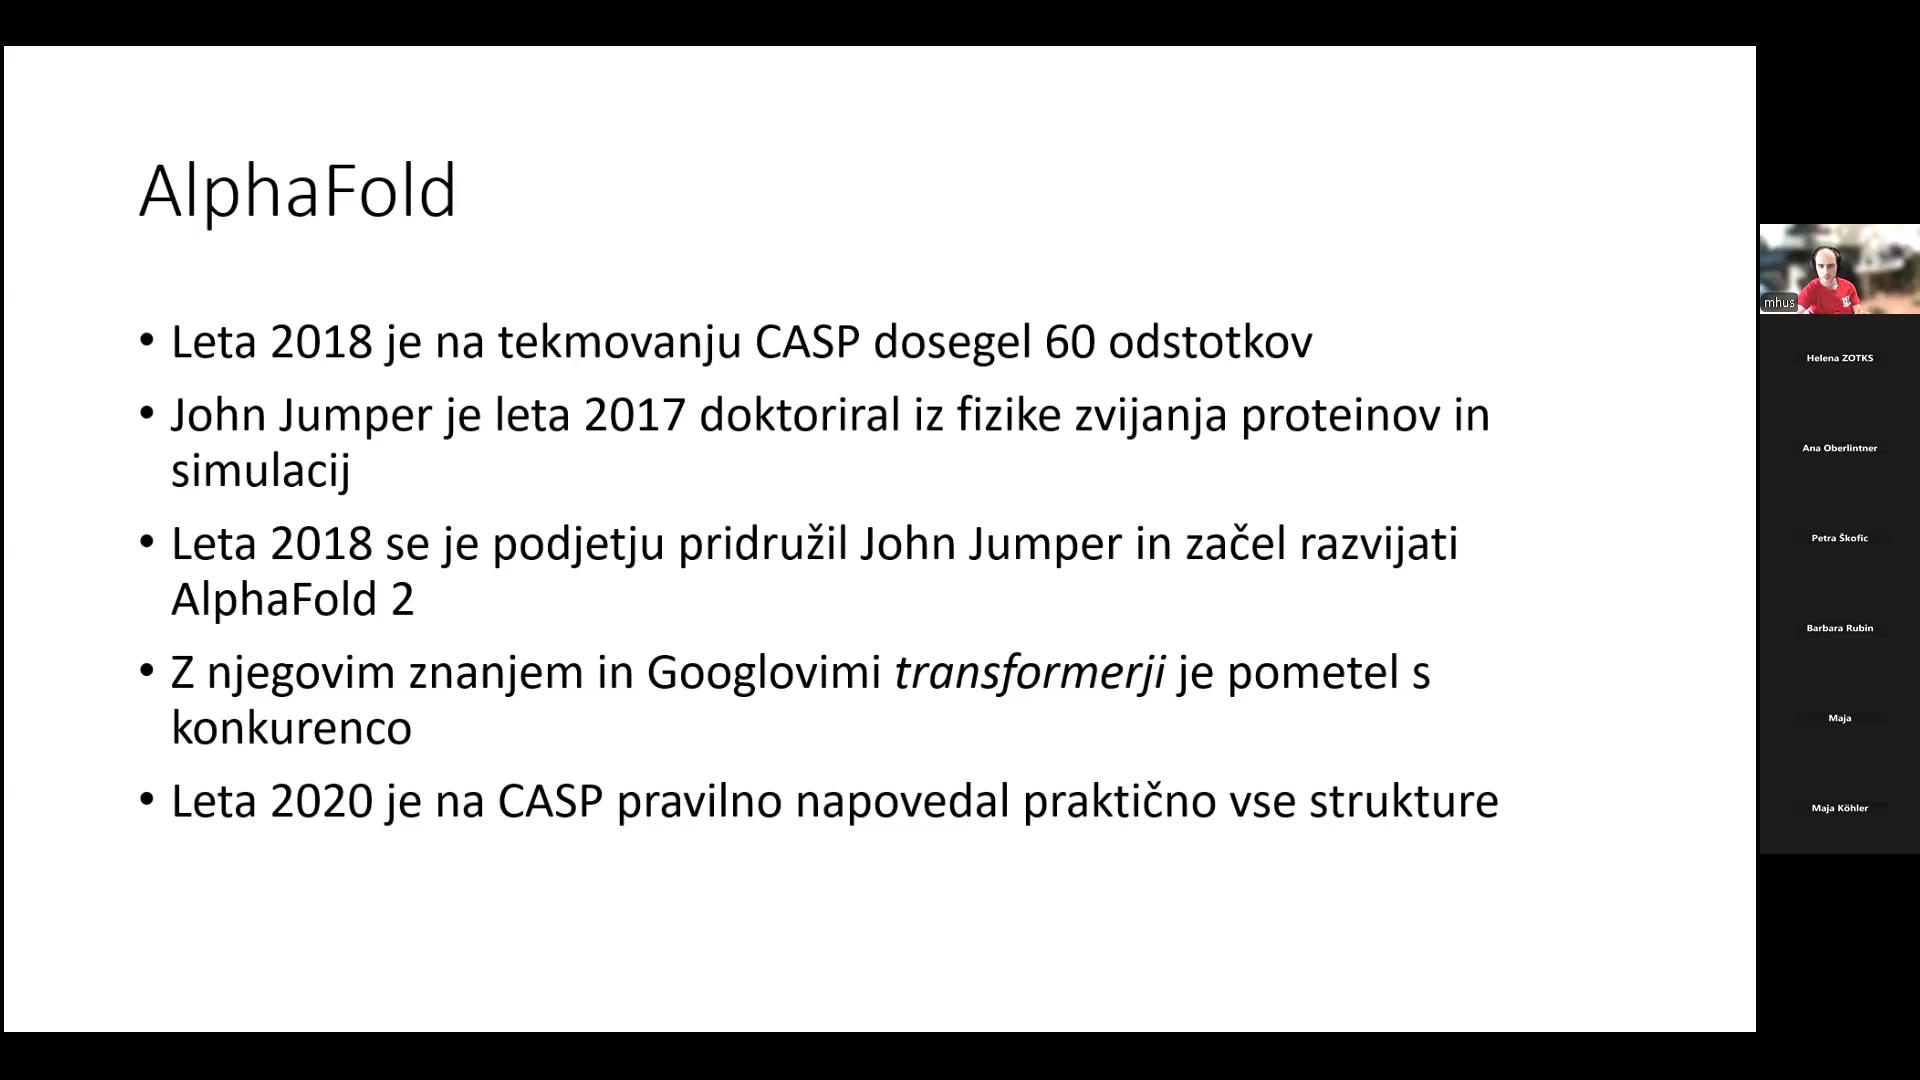 AlphaFold
• Leta 2018 je na tekmovanju CASP dosegel 60 odstotkov
• John Jumper je leta 2017 doktoriral iz fizike zvijanja proteinov in
simulacij
• Leta 2018 se je podjetju pridružil John Jumper in začel razvijati
AlphaFold 2
• Z njegovim znanjem in Googlovimi transformerji je pometel s
konkurenco
• Leta 2020 je na CASP pravilno napovedal praktično vse strukture
mhus
Helena ZOTKS
Ana Oberlintner
Petra Škofic
Barbara Rubin
Maja
Maja Köhler